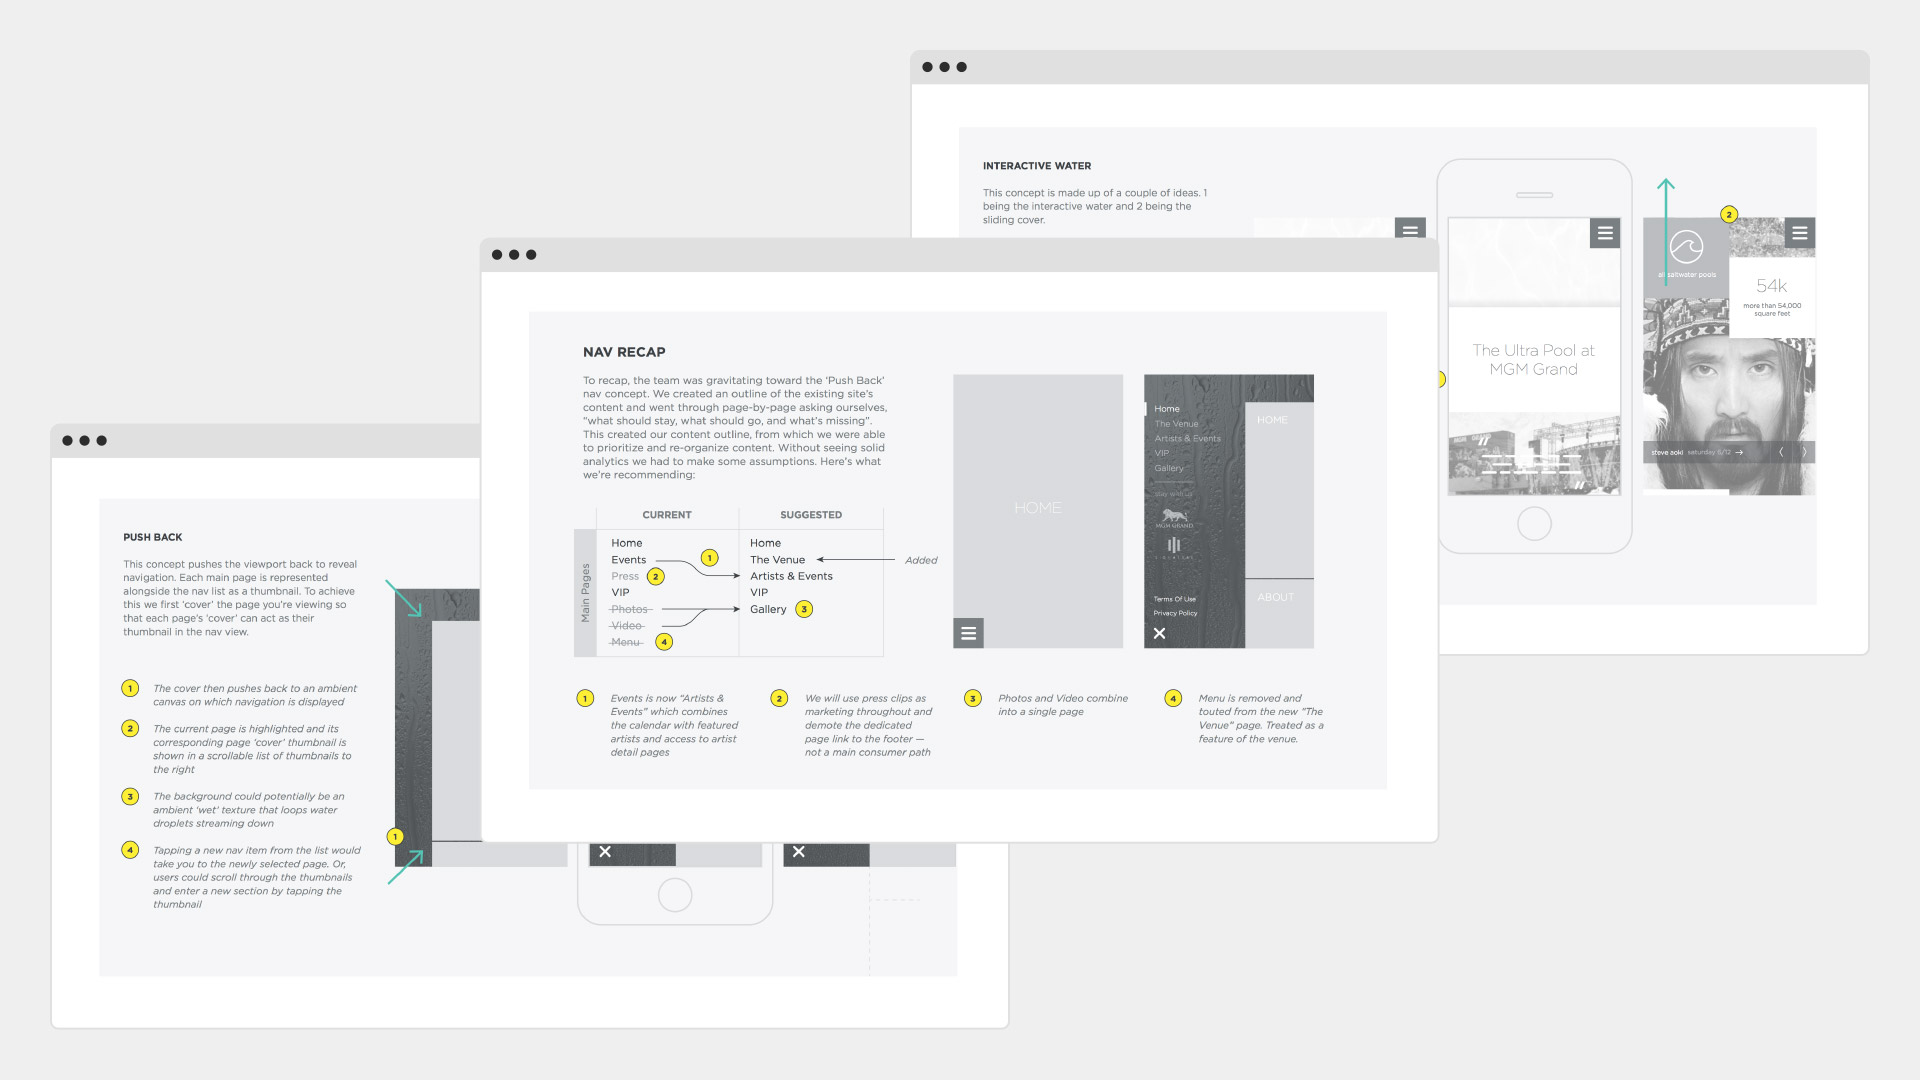 INTERACTIVE WATER
This concept is made up of a couple of ideas. 1
being the interactive water and 2 being the
sliding cover.
The Ultra Pool at
MGM Grand
2
all saltwater pools
54k
more than 54,000
square feet
steve aoki saturday 6/12
NAV RECAP
To recap, the team was gravitating toward the ‘Push Back’
nav concept. We created an outline of the existing site’s
content and went through page-by-page asking ourselves,
“what should stay, what should go, and what’s missing”.
This created our content outline, from which we were able
to prioritize and re-organize content. Without seeing solid
analytics we had to make some assumptions. Here’s what
we’re recommending:
CURRENT
SUGGESTED
Main Pages
Home
Events
Press
VIP
Photos
Video
Menu
1
2
4
Home
The Venue
Artists & Events
VIP
Gallery
3
Added
HOME
Home
The Venue
Artists & Events
VIP
Gallery
stay with us
MGM GRAND
Terms Of Use
Privacy Policy
HOME
ABOUT
1
Events is now “Artists &
Events” which combines
the calendar with featured
artists and access to artist
detail pages
2
We will use press clips as
marketing throughout and
demote the dedicated
page link to the footer —
not a main consumer path
3
Photos and Video combine
into a single page
4
Menu is removed and
touted from the new “The
Venue” page. Treated as a
feature of the venue.
PUSH BACK
This concept pushes the viewport back to reveal
navigation. Each main page is represented
alongside the nav list as a thumbnail. To achieve
this we first ‘cover’ the page you’re viewing so
that each page’s ‘cover’ can act as their
thumbnail in the nav view.
1
The cover then pushes back to an ambient
canvas on which navigation is displayed
2
The current page is highlighted and its
corresponding page ‘cover’ thumbnail is
shown in a scrollable list of thumbnails to
the right
3
The background could potentially be an
ambient ‘wet’ texture that loops water
droplets streaming down
4
Tapping a new nav item from the list would
take you to the newly selected page. Or,
users could scroll through the thumbnails
and enter a new section by tapping the
thumbnail
1